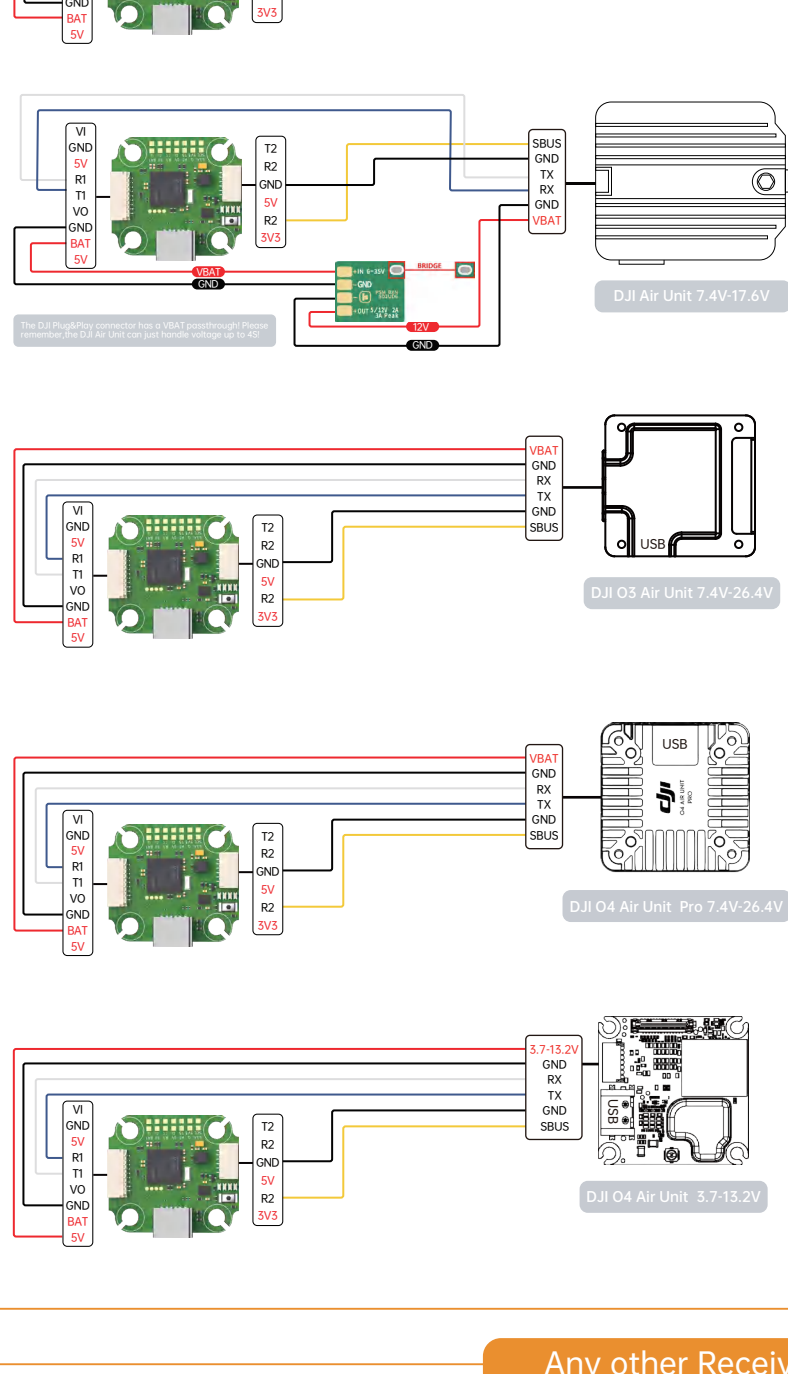 GND
BAT
5V
3V3
VI
GND
5V
R1
T1
VO
GND
BAT
5V
T2
R2
GND
5V
R2
3V3
SBUS
GND
TX
RX
GND
VBAT
VBAT
GND
+IN 6-35V
-GND
BRIDGE
+OUT 5/12V 2A
3A Peak
12V
GND
DJI Air Unit 7.4V-17.6V
The DJI Plug&Play connector has a VBAT passthrough! Please
remember,the DJI Air Unit can just handle voltage up to 4S!
VBAT
GND
RX
TX
GND
SBUS
VI
GND
5V
R1
T1
VO
GND
BAT
5V
T2
R2
GND
5V
R2
3V3
USB
DJI O3 Air Unit 7.4V-26.4V
VBAT
GND
RX
TX
GND
SBUS
VI
GND
5V
R1
T1
VO
GND
BAT
5V
T2
R2
GND
5V
R2
3V3
USB
dji
O4 AIR UNIT
PRO
DJI O4 Air Unit Pro 7.4V-26.4V
3.7-13.2V
GND
RX
TX
GND
SBUS
VI
GND
5V
R1
T1
VO
GND
BAT
5V
T2
R2
GND
5V
R2
3V3
USB
DJI O4 Air Unit 3.7-13.2V
Any other Receiv